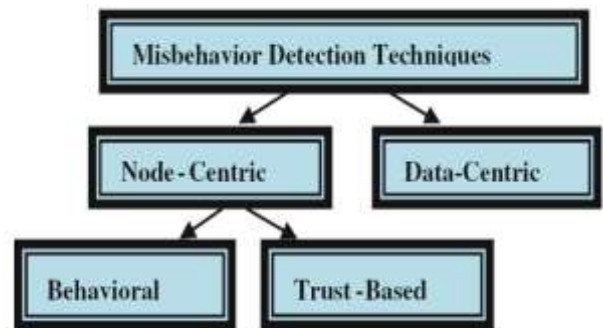 Misbehavior Detection Techniques
Node-Centric
Data-Centric
Behavioral
Trust-Based